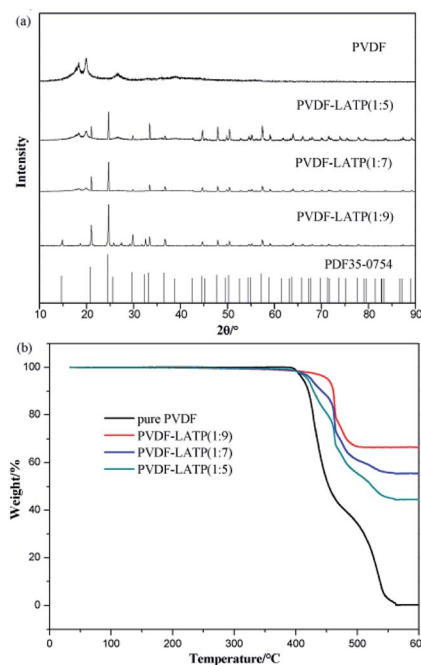 (a)
PVDF
PVDF-LATP(1:5)
PVDF-LATP(1:7)
PVDF-LATP(1:9)
PDF35-0754
Intensity
10 20 30 40 50 60 70 80 90
2θ/°
(b)
100
80
60
40
20
0
pure PVDF
PVDF-LATP(1:9)
PVDF-LATP(1:7)
PVDF-LATP(1:5)
Weight/%
0 100 200 300 400 500 600
Temperature/°C